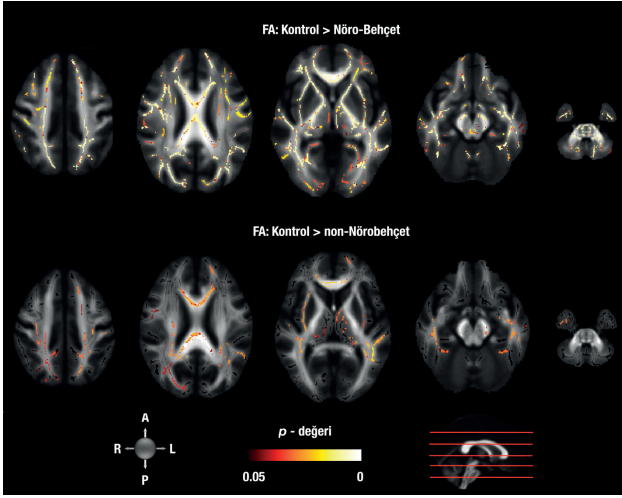 FA: Kontrol > Nöro-Behçet
FA: Kontrol > non-Nörobehçet
A
R L
P
p - değeri
0.05 0